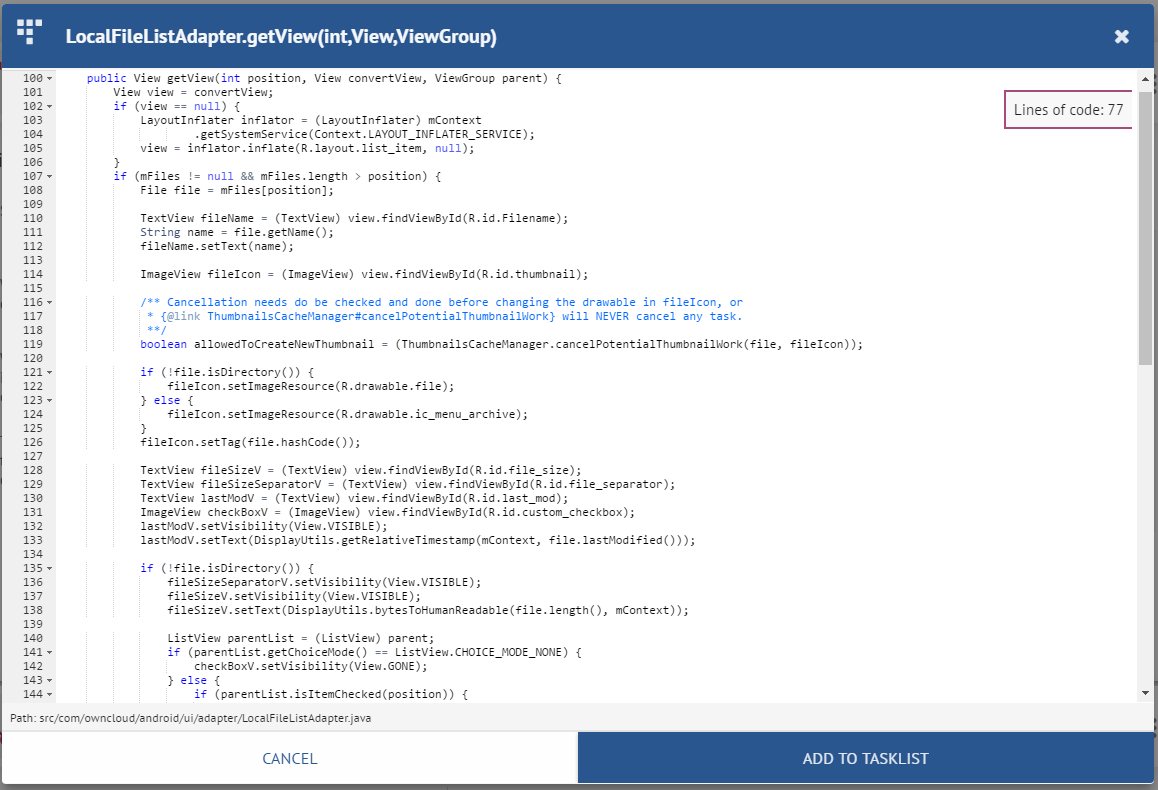 LocalFileListAdapter.getView(int,View,ViewGroup)
Lines of code: 77
100 public View getView(int position, View convertView, ViewGroup parent) {
101 View view = convertView;
102 if (view == null) {
103 LayoutInflater inflator = (LayoutInflater) mContext
104 .getSystemService(Context.LAYOUT_INFLATER_SERVICE);
105 view = inflator.inflate(R.layout.list_item, null);
106 }
107 if (mFiles != null && mFiles.length > position) {
108 File file = mFiles[position];
109
110 TextView fileName = (TextView) view.findViewById(R.id.Filename);
111 String name = file.getName();
112 fileName.setText(name);
113
114 ImageView fileIcon = (ImageView) view.findViewById(R.id.thumbnail);
115
116 /** Cancellation needs do be checked and done before changing the drawable in fileIcon, or
117 * {@link ThumbnailsCacheManager#cancelPotentialThumbnailWork} will NEVER cancel any task.
118 **/
119 boolean allowedToCreateNewThumbnail = (ThumbnailsCacheManager.cancelPotentialThumbnailWork(file, fileIcon));
120
121 if (!file.isDirectory()) {
122 fileIcon.setImageResource(R.drawable.file);
123 } else {
124 fileIcon.setImageResource(R.drawable.ic_menu_archive);
125 }
126 fileIcon.setTag(file.hashCode());
127
128 TextView fileSizeV = (TextView) view.findViewById(R.id.file_size);
129 TextView fileSizeSeparatorV = (TextView) view.findViewById(R.id.file_separator);
130 TextView lastModV = (TextView) view.findViewById(R.id.last_mod);
131 ImageView checkBoxV = (ImageView) view.findViewById(R.id.custom_checkbox);
132 lastModV.setVisibility(View.VISIBLE);
133 lastModV.setText(DisplayUtils.getRelativeTimestamp(mContext, file.lastModified()));
134
135 if (!file.isDirectory()) {
136 fileSizeSeparatorV.setVisibility(View.VISIBLE);
137 fileSizeV.setVisibility(View.VISIBLE);
138 fileSizeV.setText(DisplayUtils.bytesToHumanReadable(file.length(), mContext));
139
140 ListView parentList = (ListView) parent;
141 if (parentList.getChoiceMode() == ListView.CHOICE_MODE_NONE) {
142 checkBoxV.setVisibility(View.GONE);
143 } else {
144 if (parentList.isItemChecked(position)) {
Path: src/com/owncloud/android/ui/adapter/LocalFileListAdapter.java
CANCEL
ADD TO TASKLIST